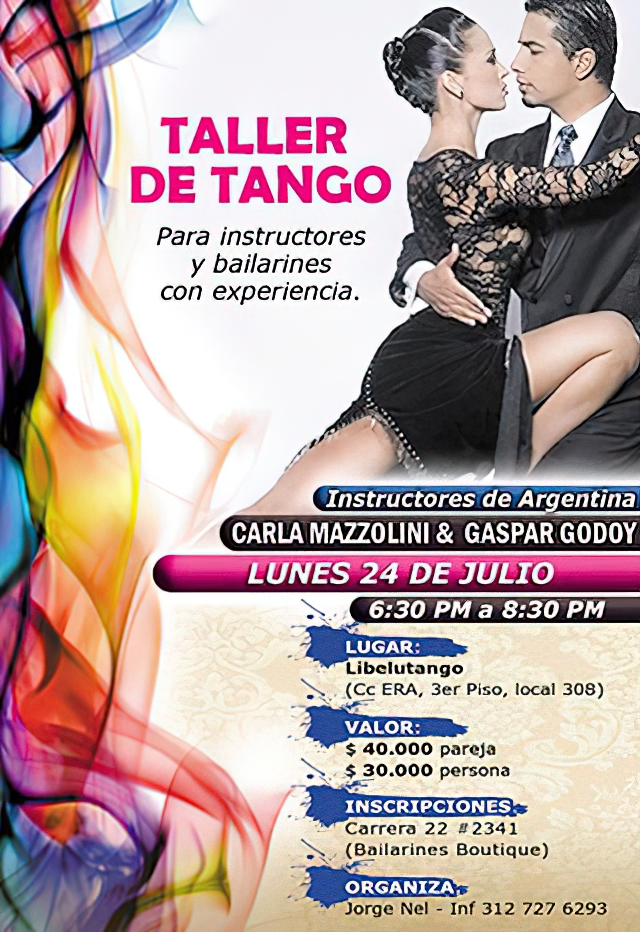 TALLER
DE TANGO
Para instructores
y bailarines
con experiencia.
Instructores de Argentina
CARLA MAZZOLINI & GASPAR GODOY
LUNES 24 DE JULIO
6:30 PM a 8:30 PM
LUGAR:
Libelutango
(Cc ERA, 3er Piso, local 308)
VALOR:
$ 40.000 pareja
$ 30.000 persona
INSCRIPCIONES:
Carrera 22 #2341
(Bailarines Boutique)
ORGANIZA:
Jorge Nel - Inf 312 727 6293